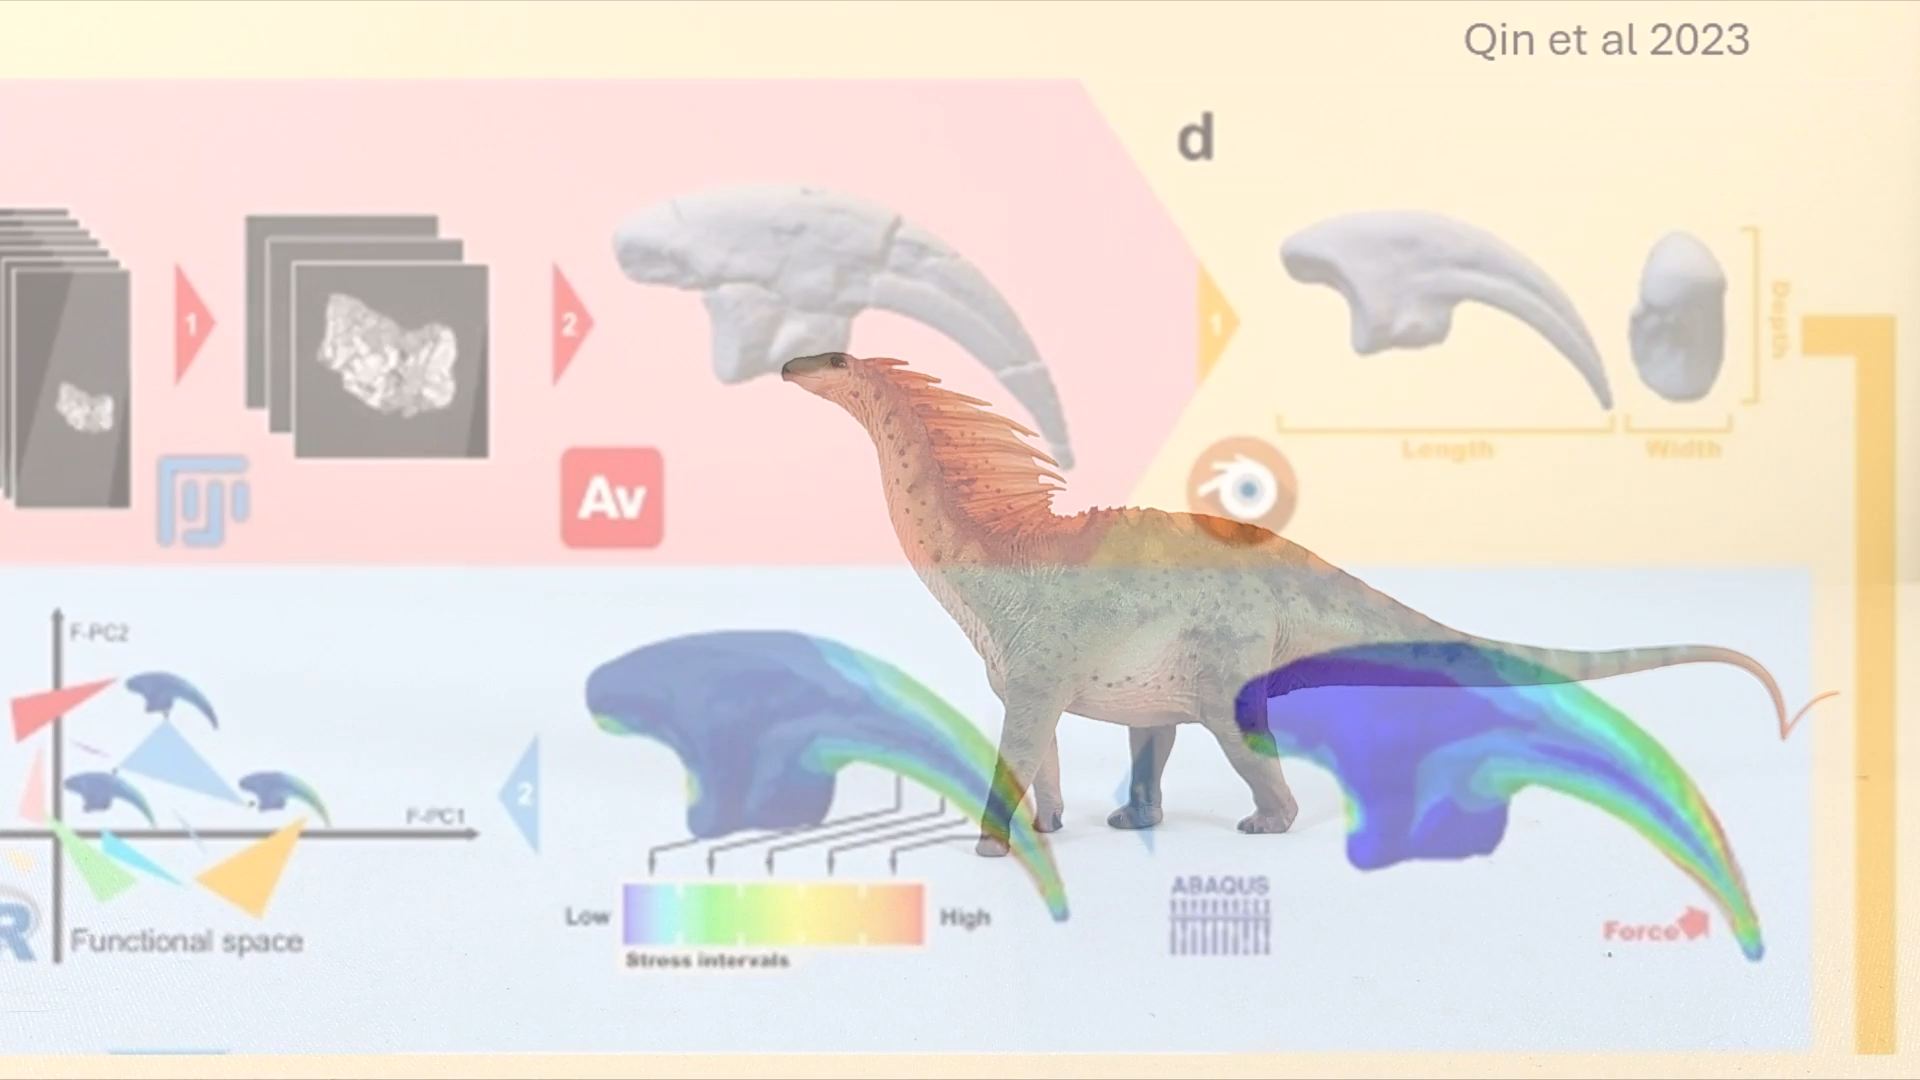 Qin et al 2023
d
1
2
1
Depth
Length
Width
Av
F-PC2
F-PC1
2
Low
High
Stress intervals
ABAQUS
Force
R
Functional space